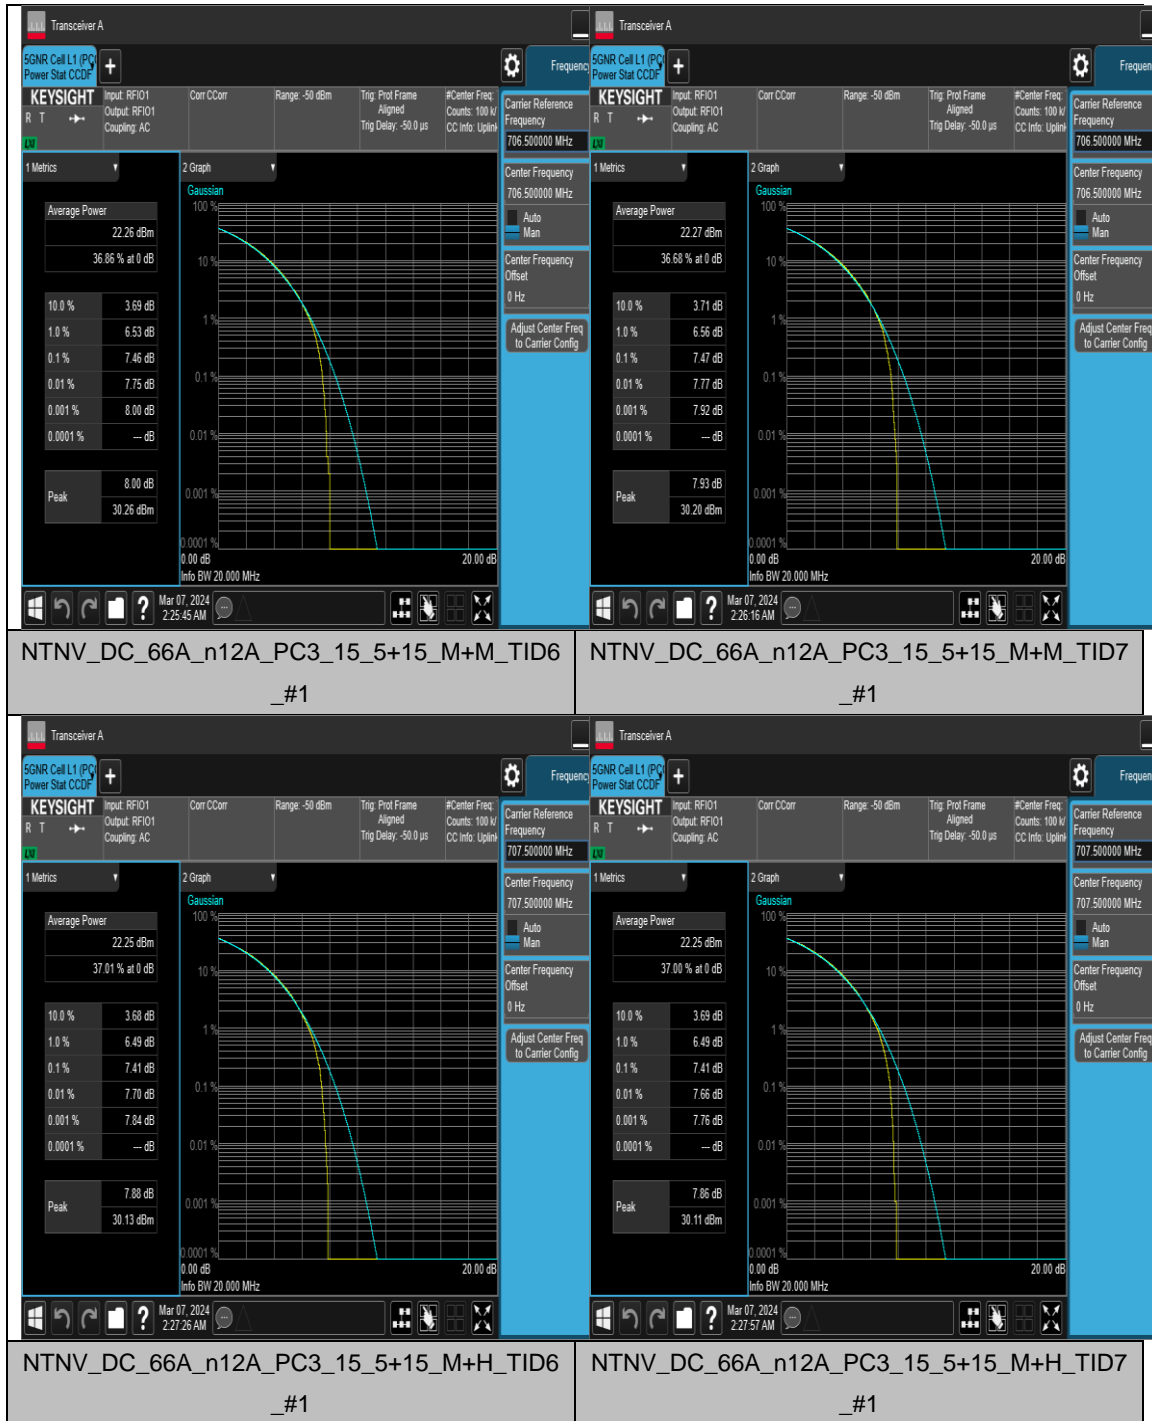 Transceiver A
5GNR Cell L1 (PC
Power Stat CCDF
+
Frequenc
KEYSIGHT
R T
LXI
Input: RFIO1
Output: RFIO1
Coupling: AC
Corr CCorr
Range: -50 dBm
Trig: Prot Frame
Aligned
Trig Delay: -50.0 µs
#Center Freq:
Counts: 100 k/
CC Info: Uplink
Carrier Reference
Frequency
706.500000 MHz
Center Frequency
706.500000 MHz
Auto
Man
Center Frequency
Offset
0 Hz
Adjust Center Freq
to Carrier Config
1 Metrics
Average Power
22.26 dBm
36.86 % at 0 dB
10.0 % 3.69 dB
1.0 % 6.53 dB
0.1 % 7.46 dB
0.01 % 7.75 dB
0.001 % 8.00 dB
0.0001 % --- dB
Peak
8.00 dB
30.26 dBm
2 Graph
Gaussian
100 %
10 %
1 %
0.1 %
0.01 %
0.001 %
0.0001 %
0.00 dB 20.00 dB
Info BW 20.000 MHz
?
Mar 07, 2024
2:25:45 AM
Transceiver A
5GNR Cell L1 (PC
Power Stat CCDF
+
Frequen
KEYSIGHT
R T
LXI
Input: RFIO1
Output: RFIO1
Coupling: AC
Corr CCorr
Range: -50 dBm
Trig: Prot Frame
Aligned
Trig Delay: -50.0 µs
#Center Freq:
Counts: 100 k/
CC Info: Uplink
Carrier Reference
Frequency
706.500000 MHz
Center Frequency
706.500000 MHz
Auto
Man
Center Frequency
Offset
0 Hz
Adjust Center Freq
to Carrier Config
1 Metrics
Average Power
22.27 dBm
36.68 % at 0 dB
10.0 % 3.71 dB
1.0 % 6.56 dB
0.1 % 7.47 dB
0.01 % 7.77 dB
0.001 % 7.92 dB
0.0001 % --- dB
Peak
7.93 dB
30.20 dBm
2 Graph
Gaussian
100 %
10 %
1 %
0.1 %
0.01 %
0.001 %
0.0001 %
0.00 dB 20.00 dB
Info BW 20.000 MHz
?
Mar 07, 2024
2:26:16 AM
NTNV_DC_66A_n12A_PC3_15_5+15_M+M_TID6
_#1
NTNV_DC_66A_n12A_PC3_15_5+15_M+M_TID7
_#1
Transceiver A
5GNR Cell L1 (PC
Power Stat CCDF
+
Frequenc
KEYSIGHT
R T
LXI
Input: RFIO1
Output: RFIO1
Coupling: AC
Corr CCorr
Range: -50 dBm
Trig: Prot Frame
Aligned
Trig Delay: -50.0 µs
#Center Freq:
Counts: 100 k/
CC Info: Uplink
Carrier Reference
Frequency
707.500000 MHz
Center Frequency
707.500000 MHz
Auto
Man
Center Frequency
Offset
0 Hz
Adjust Center Freq
to Carrier Config
1 Metrics
Average Power
22.25 dBm
37.01 % at 0 dB
10.0 % 3.68 dB
1.0 % 6.49 dB
0.1 % 7.41 dB
0.01 % 7.70 dB
0.001 % 7.84 dB
0.0001 % --- dB
Peak
7.88 dB
30.13 dBm
2 Graph
Gaussian
100 %
10 %
1 %
0.1 %
0.01 %
0.001 %
0.0001 %
0.00 dB 20.00 dB
Info BW 20.000 MHz
?
Mar 07, 2024
2:27:26 AM
Transceiver A
5GNR Cell L1 (PC
Power Stat CCDF
+
Frequen
KEYSIGHT
R T
LXI
Input: RFIO1
Output: RFIO1
Coupling: AC
Corr CCorr
Range: -50 dBm
Trig: Prot Frame
Aligned
Trig Delay: -50.0 µs
#Center Freq:
Counts: 100 k/
CC Info: Uplink
Carrier Reference
Frequency
707.500000 MHz
Center Frequency
707.500000 MHz
Auto
Man
Center Frequency
Offset
0 Hz
Adjust Center Freq
to Carrier Config
1 Metrics
Average Power
22.25 dBm
37.00 % at 0 dB
10.0 % 3.69 dB
1.0 % 6.49 dB
0.1 % 7.41 dB
0.01 % 7.66 dB
0.001 % 7.76 dB
0.0001 % --- dB
Peak
7.86 dB
30.11 dBm
2 Graph
Gaussian
100 %
10 %
1 %
0.1 %
0.01 %
0.001 %
0.0001 %
0.00 dB 20.00 dB
Info BW 20.000 MHz
?
Mar 07, 2024
2:27:57 AM
NTNV_DC_66A_n12A_PC3_15_5+15_M+H_TID6
_#1
NTNV_DC_66A_n12A_PC3_15_5+15_M+H_TID7
_#1